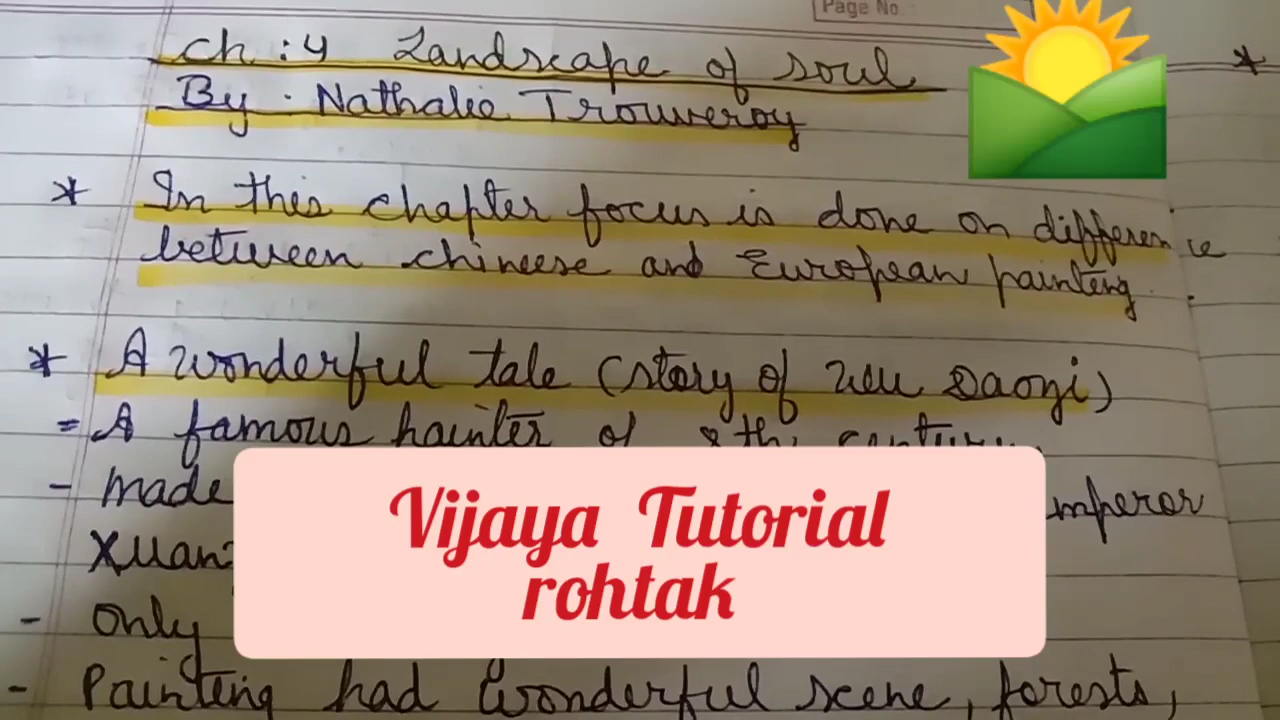 Page No.
Ch : 4 Landscape of soul
By . Nathalie Trouveroy
* In this chapter focus is done on difference
between chineese and European painting.
* A wonderful tale (story of Wu Daozi)
= A famous painter of 8th century
- made mperor
Xuan
- only
- Painting had wonderful scene, forests,
Vijaya Tutorial
rohtak